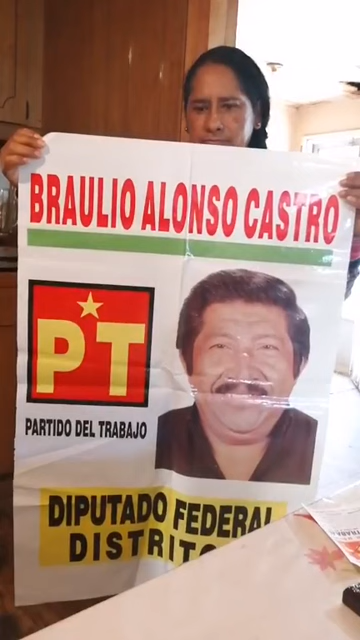 BRAULIO ALONSO CASTRO
PT
PARTIDO DEL TRABAJO
DIPUTADO FEDERAL
DISTRITO